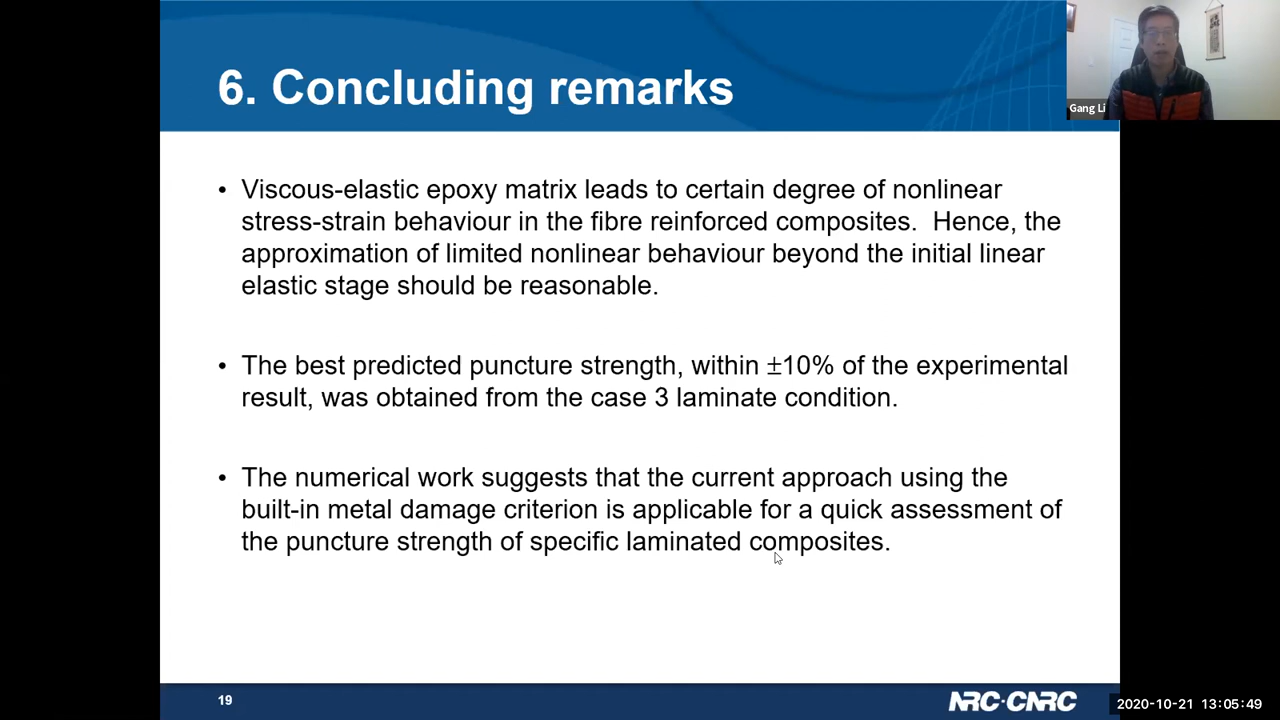 6. Concluding remarks
Gang Li
• Viscous-elastic epoxy matrix leads to certain degree of nonlinear
stress-strain behaviour in the fibre reinforced composites.  Hence, the
approximation of limited nonlinear behaviour beyond the initial linear
elastic stage should be reasonable.
• The best predicted puncture strength, within ±10% of the experimental
result, was obtained from the case 3 laminate condition.
• The numerical work suggests that the current approach using the
built-in metal damage criterion is applicable for a quick assessment of
the puncture strength of specific laminated composites.
19
NRC·CNRC
2020-10-21 13:05:49